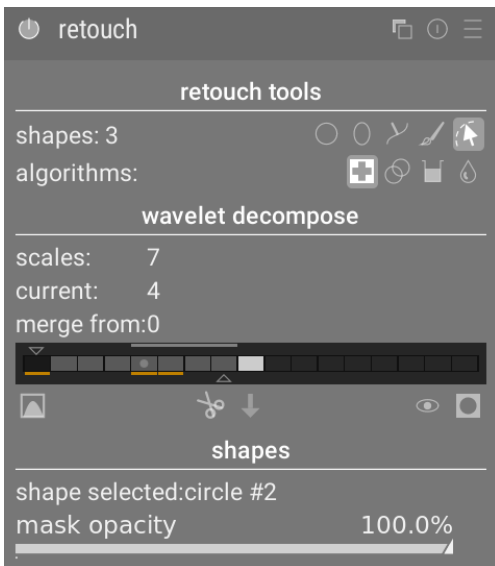 retouch
retouch tools
shapes: 3
algorithms:
wavelet decompose
scales: 7
current: 4
merge from:0
shapes
shape selected:circle #2
mask opacity 100.0%